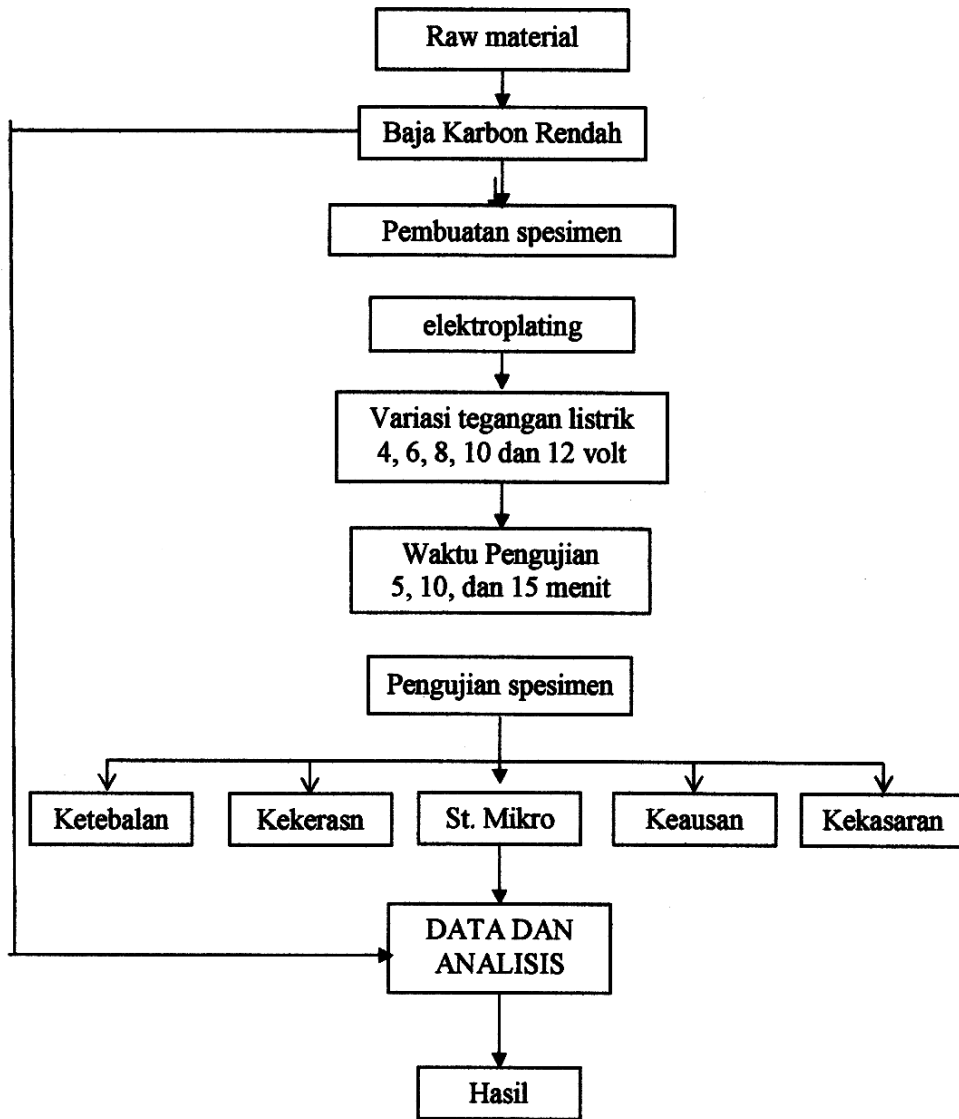 Raw material
Baja Karbon Rendah
Pembuatan spesimen
elektroplating
Variasi tegangan listrik
4, 6, 8, 10 dan 12 volt
Waktu Pengujian
5, 10, dan 15 menit
Pengujian spesimen
Ketebalan
Kekerasn
St. Mikro
Keausan
Kekasaran
DATA DAN
ANALISIS
Hasil